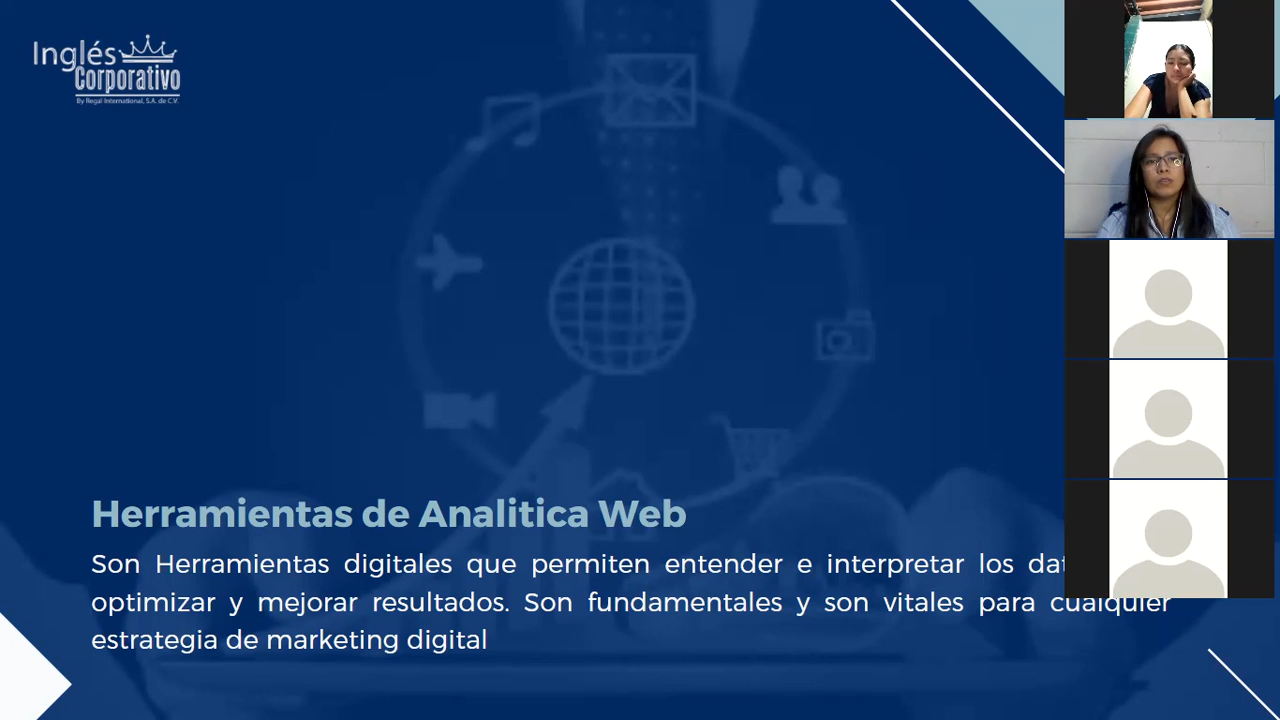 Inglés
Corporativo
By Regal International, S.A. de C.V.
Herramientas de Analitica Web
Son Herramientas digitales que permiten entender e interpretar los
optimizar y mejorar resultados. Son fundamentales y son vitales para cualquier
estrategia de marketing digital